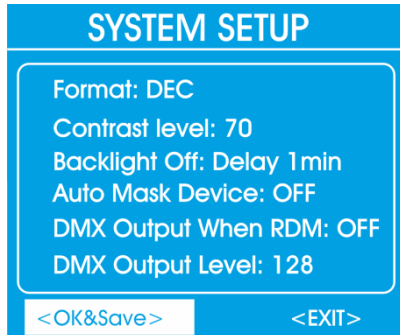 SYSTEM SETUP
Format: DEC
Contrast level: 70
Backlight Off: Delay 1min
Auto Mask Device: OFF
DMX Output When RDM: OFF
DMX Output Level: 128
<OK&Save> <EXIT>